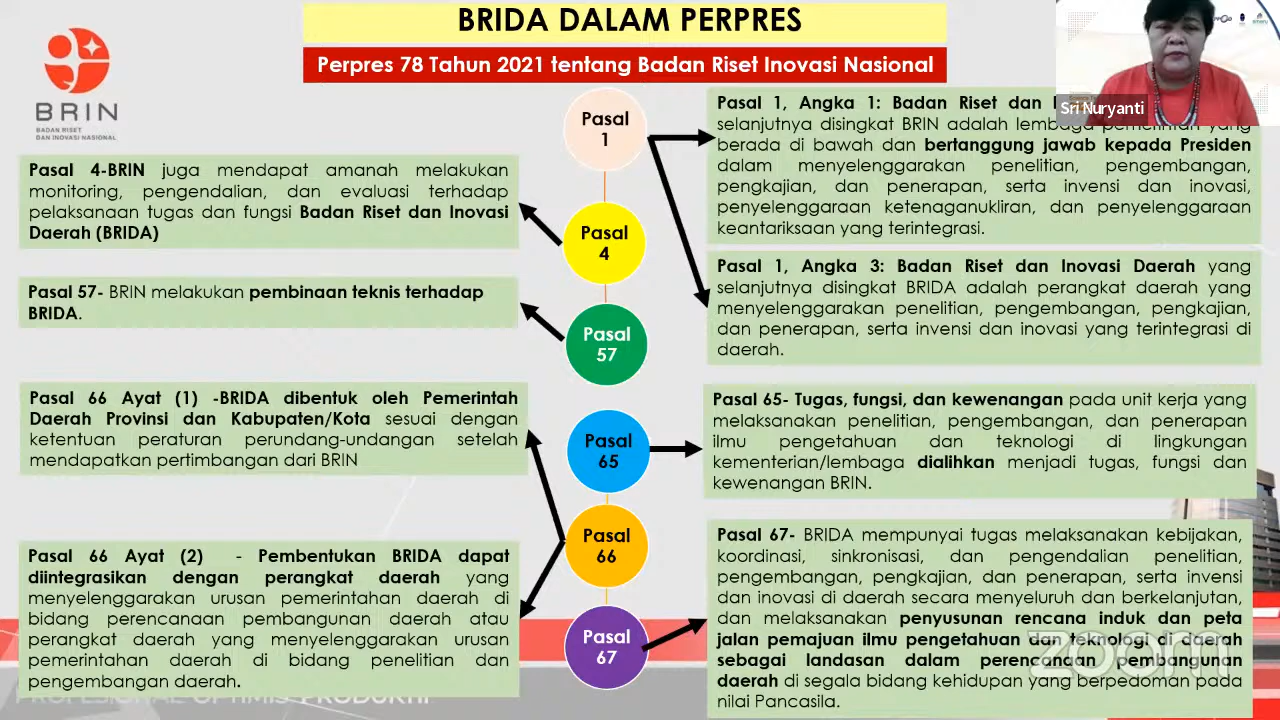 BRIDA DALAM PERPRES
Perpres 78 Tahun 2021 tentang Badan Riset Inovasi Nasional
BRIN
BADAN RISET
DAN INOVASI NASIONAL
Sri Nuryanti
Pasal
1
Pasal 1, Angka 1: Badan Riset dan
selanjutnya disingkat BRIN adalah lembaga pemerintah yang
berada di bawah dan bertanggung jawab kepada Presiden
dalam menyelenggarakan penelitian, pengembangan,
pengkajian, dan penerapan, serta invensi dan inovasi,
penyelenggaraan ketenaganukliran, dan penyelenggaraan
keantariksaan yang terintegrasi.
Pasal 1, Angka 3: Badan Riset dan Inovasi Daerah yang
selanjutnya disingkat BRIDA adalah perangkat daerah yang
menyelenggarakan penelitian, pengembangan, pengkajian,
dan penerapan, serta invensi dan inovasi yang terintegrasi di
daerah.
Pasal
4
Pasal 4-BRIN juga mendapat amanah melakukan
monitoring, pengendalian, dan evaluasi terhadap
pelaksanaan tugas dan fungsi Badan Riset dan Inovasi
Daerah (BRIDA)
Pasal
57
Pasal 57- BRIN melakukan pembinaan teknis terhadap
BRIDA.
Pasal
65
Pasal 65- Tugas, fungsi, dan kewenangan pada unit kerja yang
melaksanakan penelitian, pengembangan, dan penerapan
ilmu pengetahuan dan teknologi di lingkungan
kementerian/lembaga dialihkan menjadi tugas, fungsi dan
kewenangan BRIN.
Pasal
66
Pasal 66 Ayat (1) -BRIDA dibentuk oleh Pemerintah
Daerah Provinsi dan Kabupaten/Kota sesuai dengan
ketentuan peraturan perundang-undangan setelah
mendapatkan pertimbangan dari BRIN
Pasal 66 Ayat (2) - Pembentukan BRIDA dapat
diintegrasikan dengan perangkat daerah yang
menyelenggarakan urusan pemerintahan daerah di
bidang perencanaan pembangunan daerah atau
perangkat daerah yang menyelenggarakan urusan
pemerintahan daerah di bidang penelitian dan
pengembangan daerah.
Pasal
67
Pasal 67- BRIDA mempunyai tugas melaksanakan kebijakan,
koordinasi, sinkronisasi, dan pengendalian penelitian,
pengembangan, pengkajian, dan penerapan, serta invensi
dan inovasi di daerah secara menyeluruh dan berkelanjutan,
dan melaksanakan penyusunan rencana induk dan peta
jalan pemajuan ilmu pengetahuan dan teknologi di daerah
sebagai landasan dalam perencanaan pembangunan
daerah di segala bidang kehidupan yang berpedoman pada
nilai Pancasila.
zoom
PROFESIONAL OPTIMIS PRODUKTIF